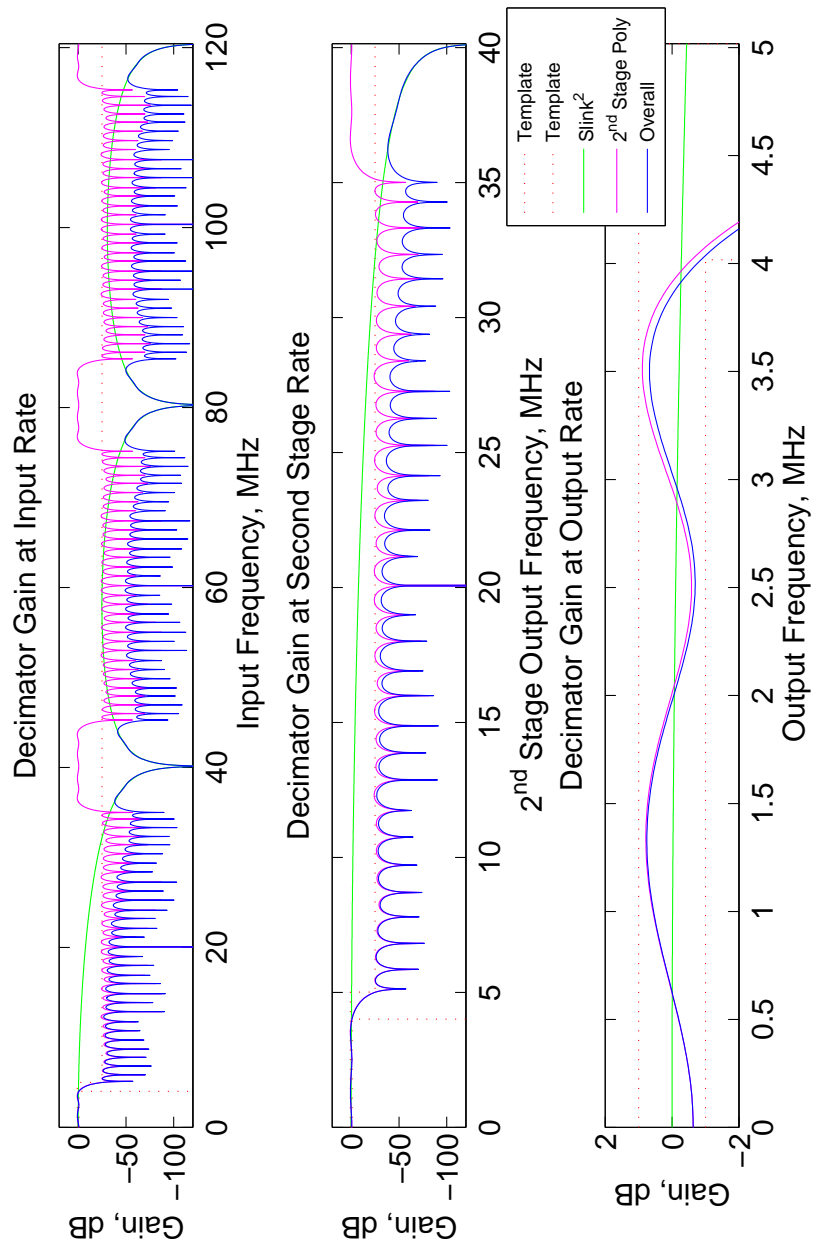 Decimator Gain at Input Rate
Gain, dB
0
−50
−100
0
20
40
60
80
100
120
Input Frequency, MHz
Decimator Gain at Second Stage Rate
Gain, dB
0
−50
−100
0
5
10
15
20
25
30
35
40
2nd Stage Output Frequency, MHz
Decimator Gain at Output Rate
Gain, dB
2
0
−2
0
0.5
1
1.5
2
2.5
3
3.5
4
4.5
5
Output Frequency, MHz
Template
Template
Slink2
2nd Stage Poly
Overall